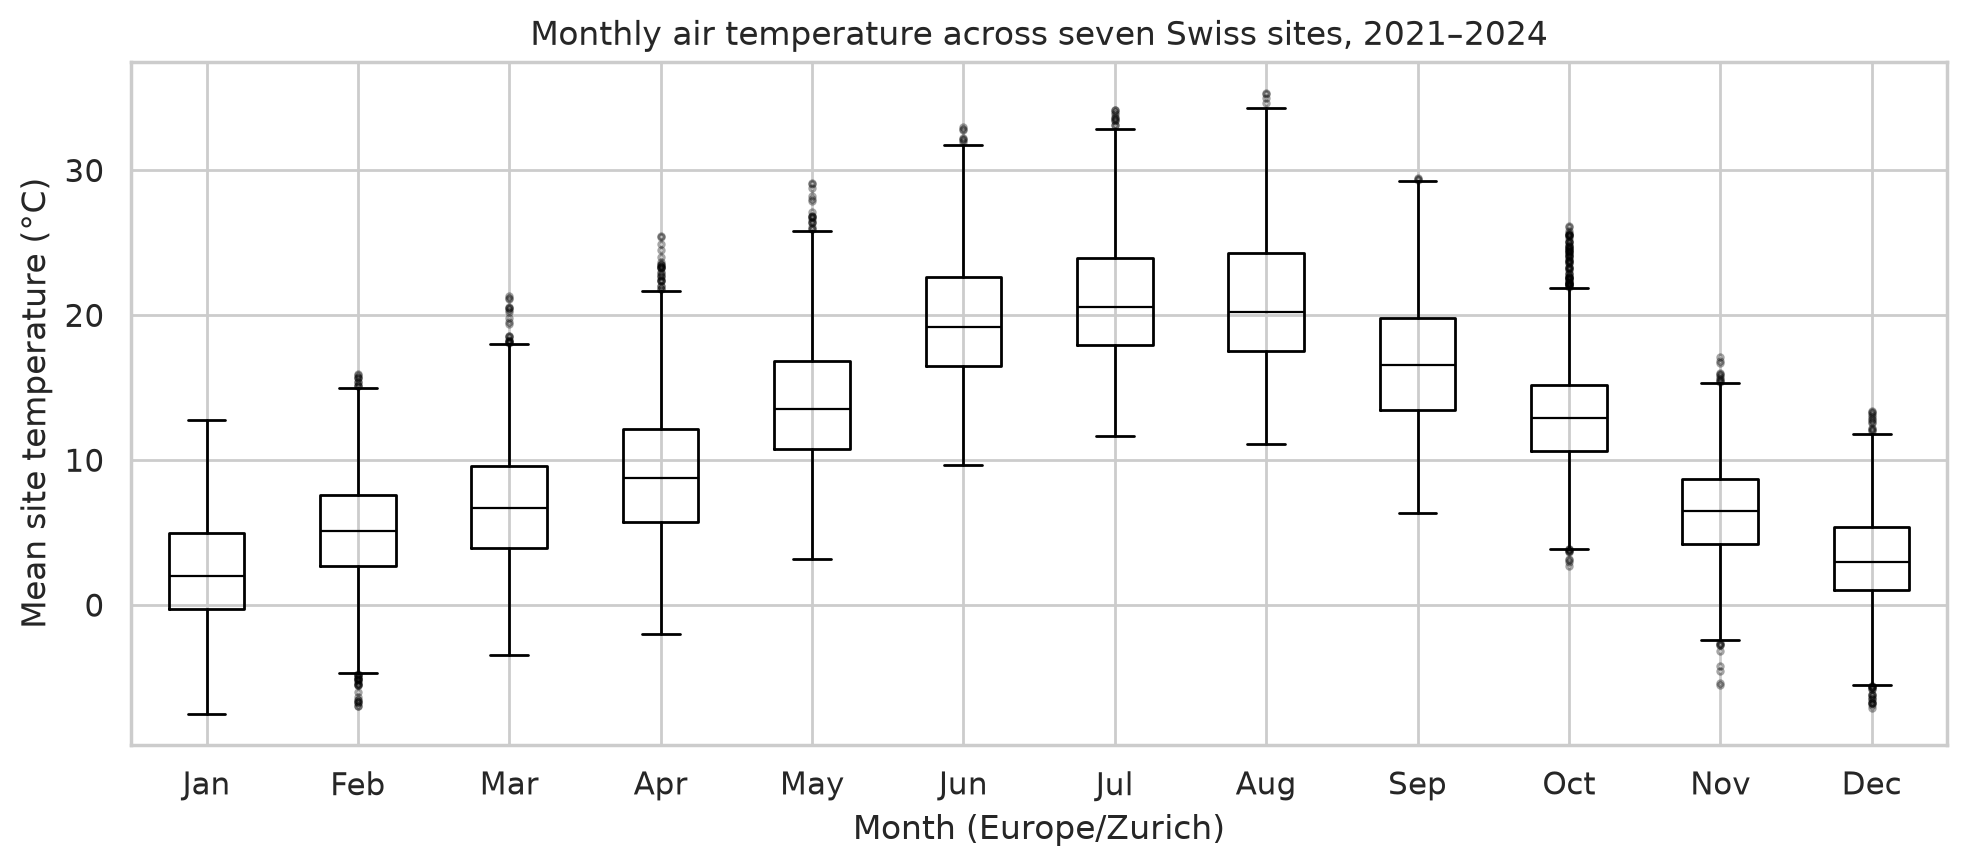 Monthly air temperature across seven Swiss sites, 2021–2024
Mean site temperature (°C)
30
20
10
0
Jan Feb Mar Apr May Jun Jul Aug Sep Oct Nov Dec
Month (Europe/Zurich)